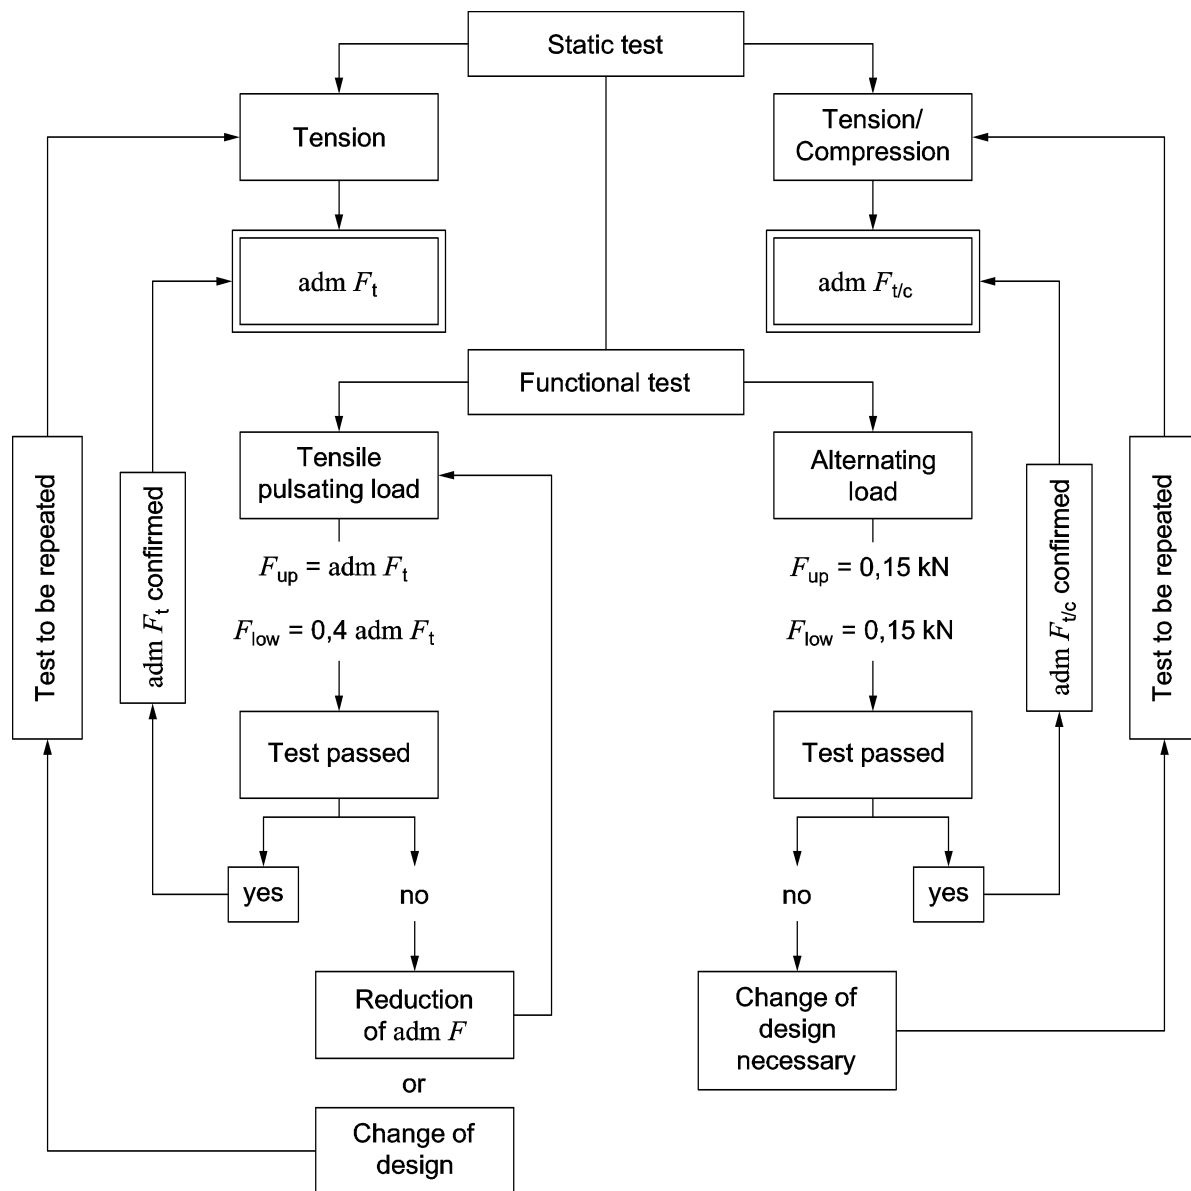 Static test
Tension
Tension/
Compression
adm Ft
adm Ft/c
Functional test
Tensile
pulsating load
Alternating
load
Fup = adm Ft
Flow = 0,4 adm Ft
Fup = 0,15 kN
Flow = 0,15 kN
Test to be repeated
adm Ft confirmed
adm Ft/c confirmed
Test to be repeated
Test passed
Test passed
yes
no
no
yes
Reduction
of adm F
or
Change of
design
Change of
design
necessary